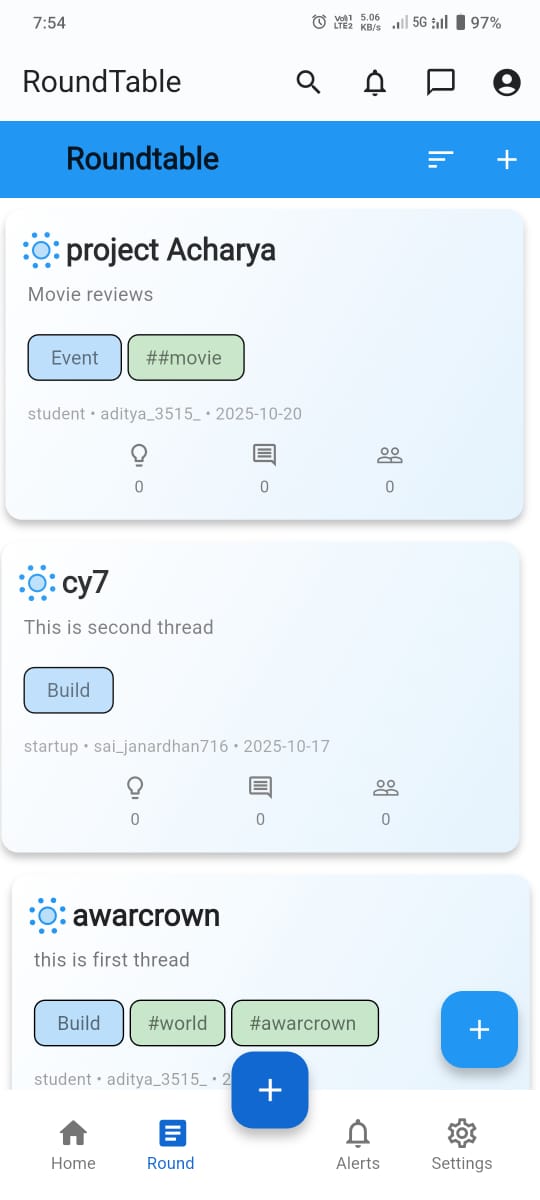 7:54
Vo1
LTE2
5.06
KB/s
5G
97%
RoundTable
Roundtable
project Acharya
Movie reviews
Event
##movie
student • aditya_3515_ • 2025-10-20
0
0
0
cy7
This is second thread
Build
startup • sai_janardhan716 • 2025-10-17
0
0
0
awarcrown
this is first thread
Build
#world
#awarcrown
student • aditya_3515_ • 2
Home
Round
Alerts
Settings